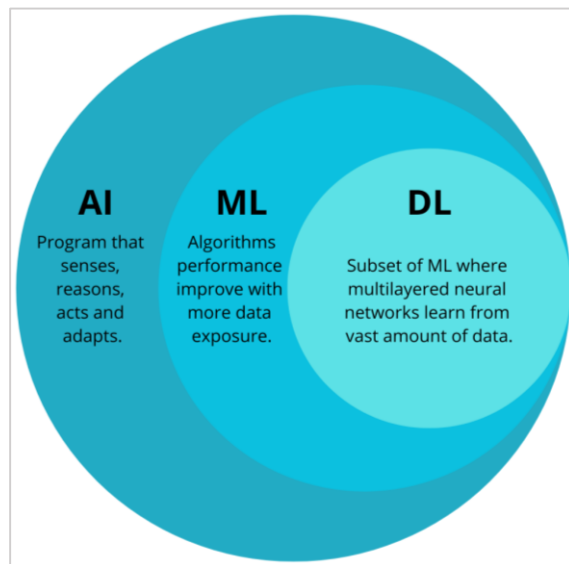 AI
Program that
senses,
reasons,
acts and
adapts.
ML
Algorithms
performance
improve with
more data
exposure.
DL
Subset of ML where
multilayered neural
networks learn from
vast amount of data.